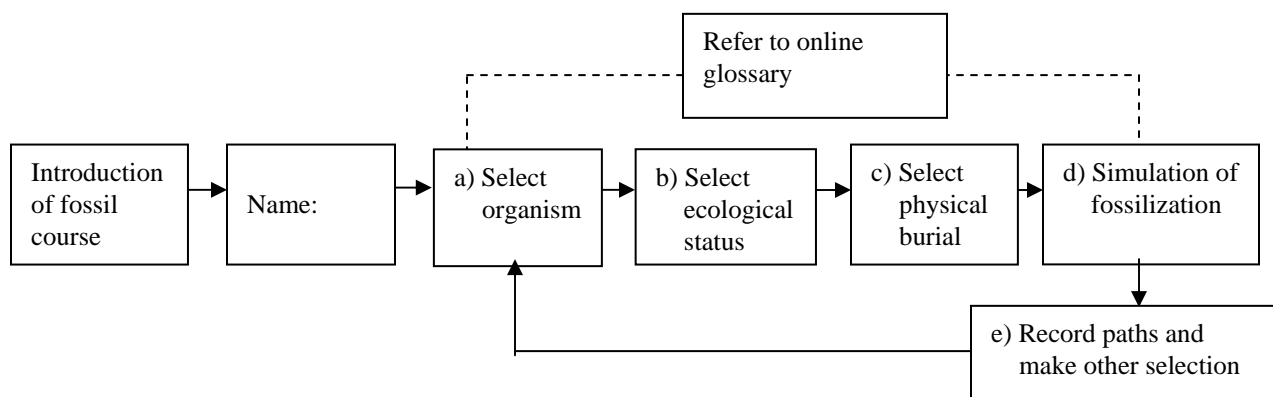 Refer to online
glossary
Introduction
of fossil
course
Name:
a) Select
organism
b) Select
ecological
status
c) Select
physical
burial
d) Simulation of
fossilization
e) Record paths and
make other selection